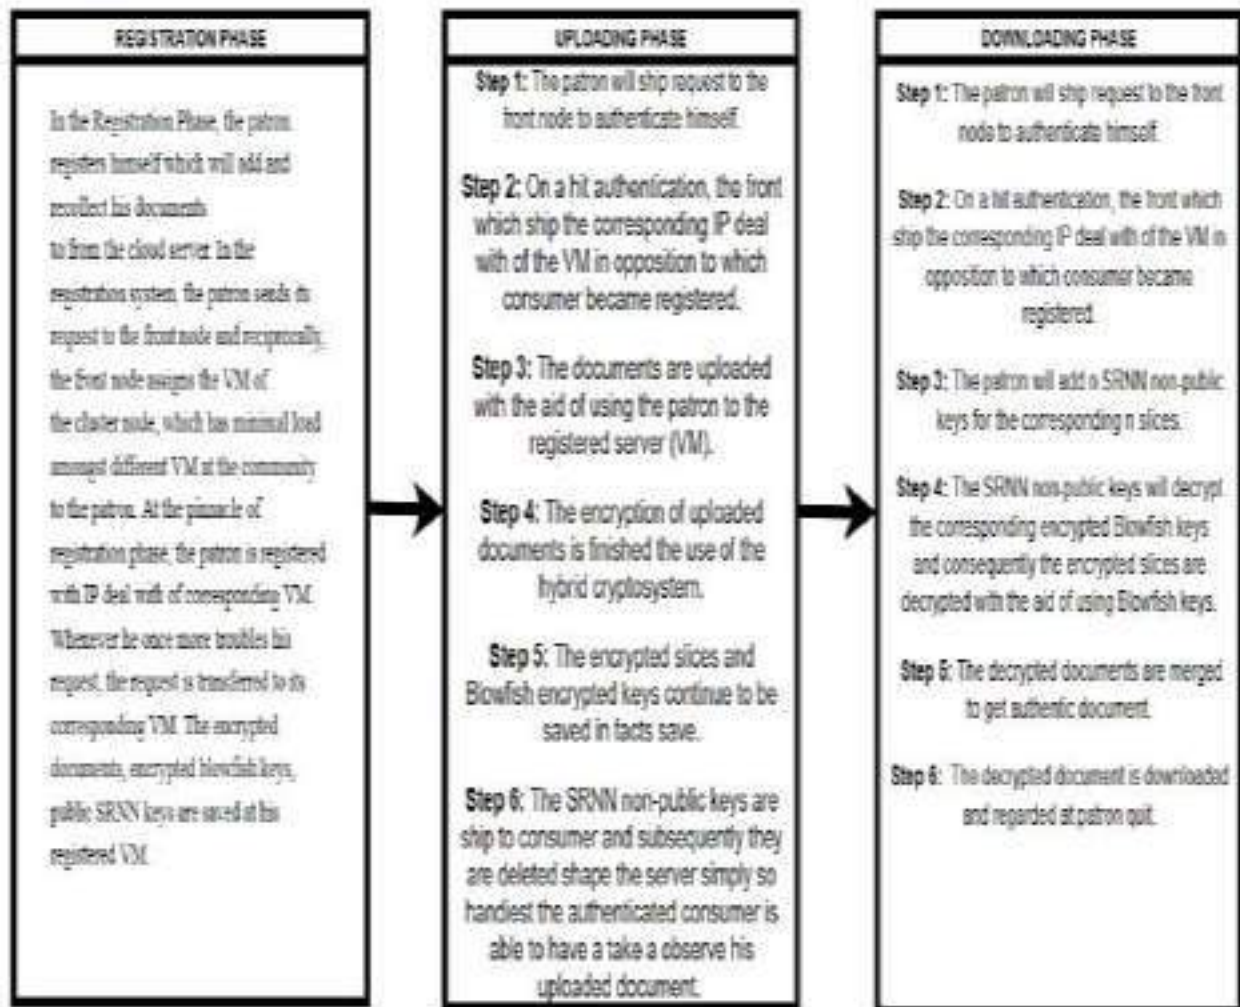 REGISTRATION PHASE
In the Registration Phase, the patron
registers himself which will add and
recollect his documents
to from the cloud server. In the
registration system, the patron sends its
request to the front node and reciprocally,
the front node assigns the VM of
the cluster node, which has minimal load
amongst different VM at the community
to the patron. At the pinnacle of
registration phase, the patron is registered
with IP deal with of corresponding VM.
Whenever he once more troubles his
request, the request is transferred to its
corresponding VM. The encrypted
documents, encrypted blowfish keys,
public SRNN keys are saved at his
registered VM.
UPLOADING PHASE
Step 1: The patron will ship request to the
front node to authenticate himself.
Step 2: On a hit authentication, the front
which ship the corresponding IP deal
with of the VM in opposition to which
consumer became registered.
Step 3: The documents are uploaded
with the aid of using the patron to the
registered server (VM).
Step 4: The encryption of uploaded
documents is finished the use of the
hybrid cryptosystem.
Step 5: The encrypted slices and
Blowfish encrypted keys continue to be
saved in facts save.
Step 6: The SRNN non-public keys are
ship to consumer and subsequently they
are deleted shape the server simply so
handiest the authenticated consumer is
able to have a take a observe his
uploaded document.
DOWNLOADING PHASE
Step 1: The patron will ship request to the front
node to authenticate himself.
Step 2: On a hit authentication, the front which
ship the corresponding IP deal with of the VM in
opposition to which consumer became
registered.
Step 3: The patron will add n SRNN non-public
keys for the corresponding n slices.
Step 4: The SRNN non-public keys will decrypt
the corresponding encrypted Blowfish keys
and consequently the encrypted slices are
decrypted with the aid of using Blowfish keys.
Step 5: The decrypted documents are merged
to get authentic document.
Step 6: The decrypted document is downloaded
and regarded at patron quit.